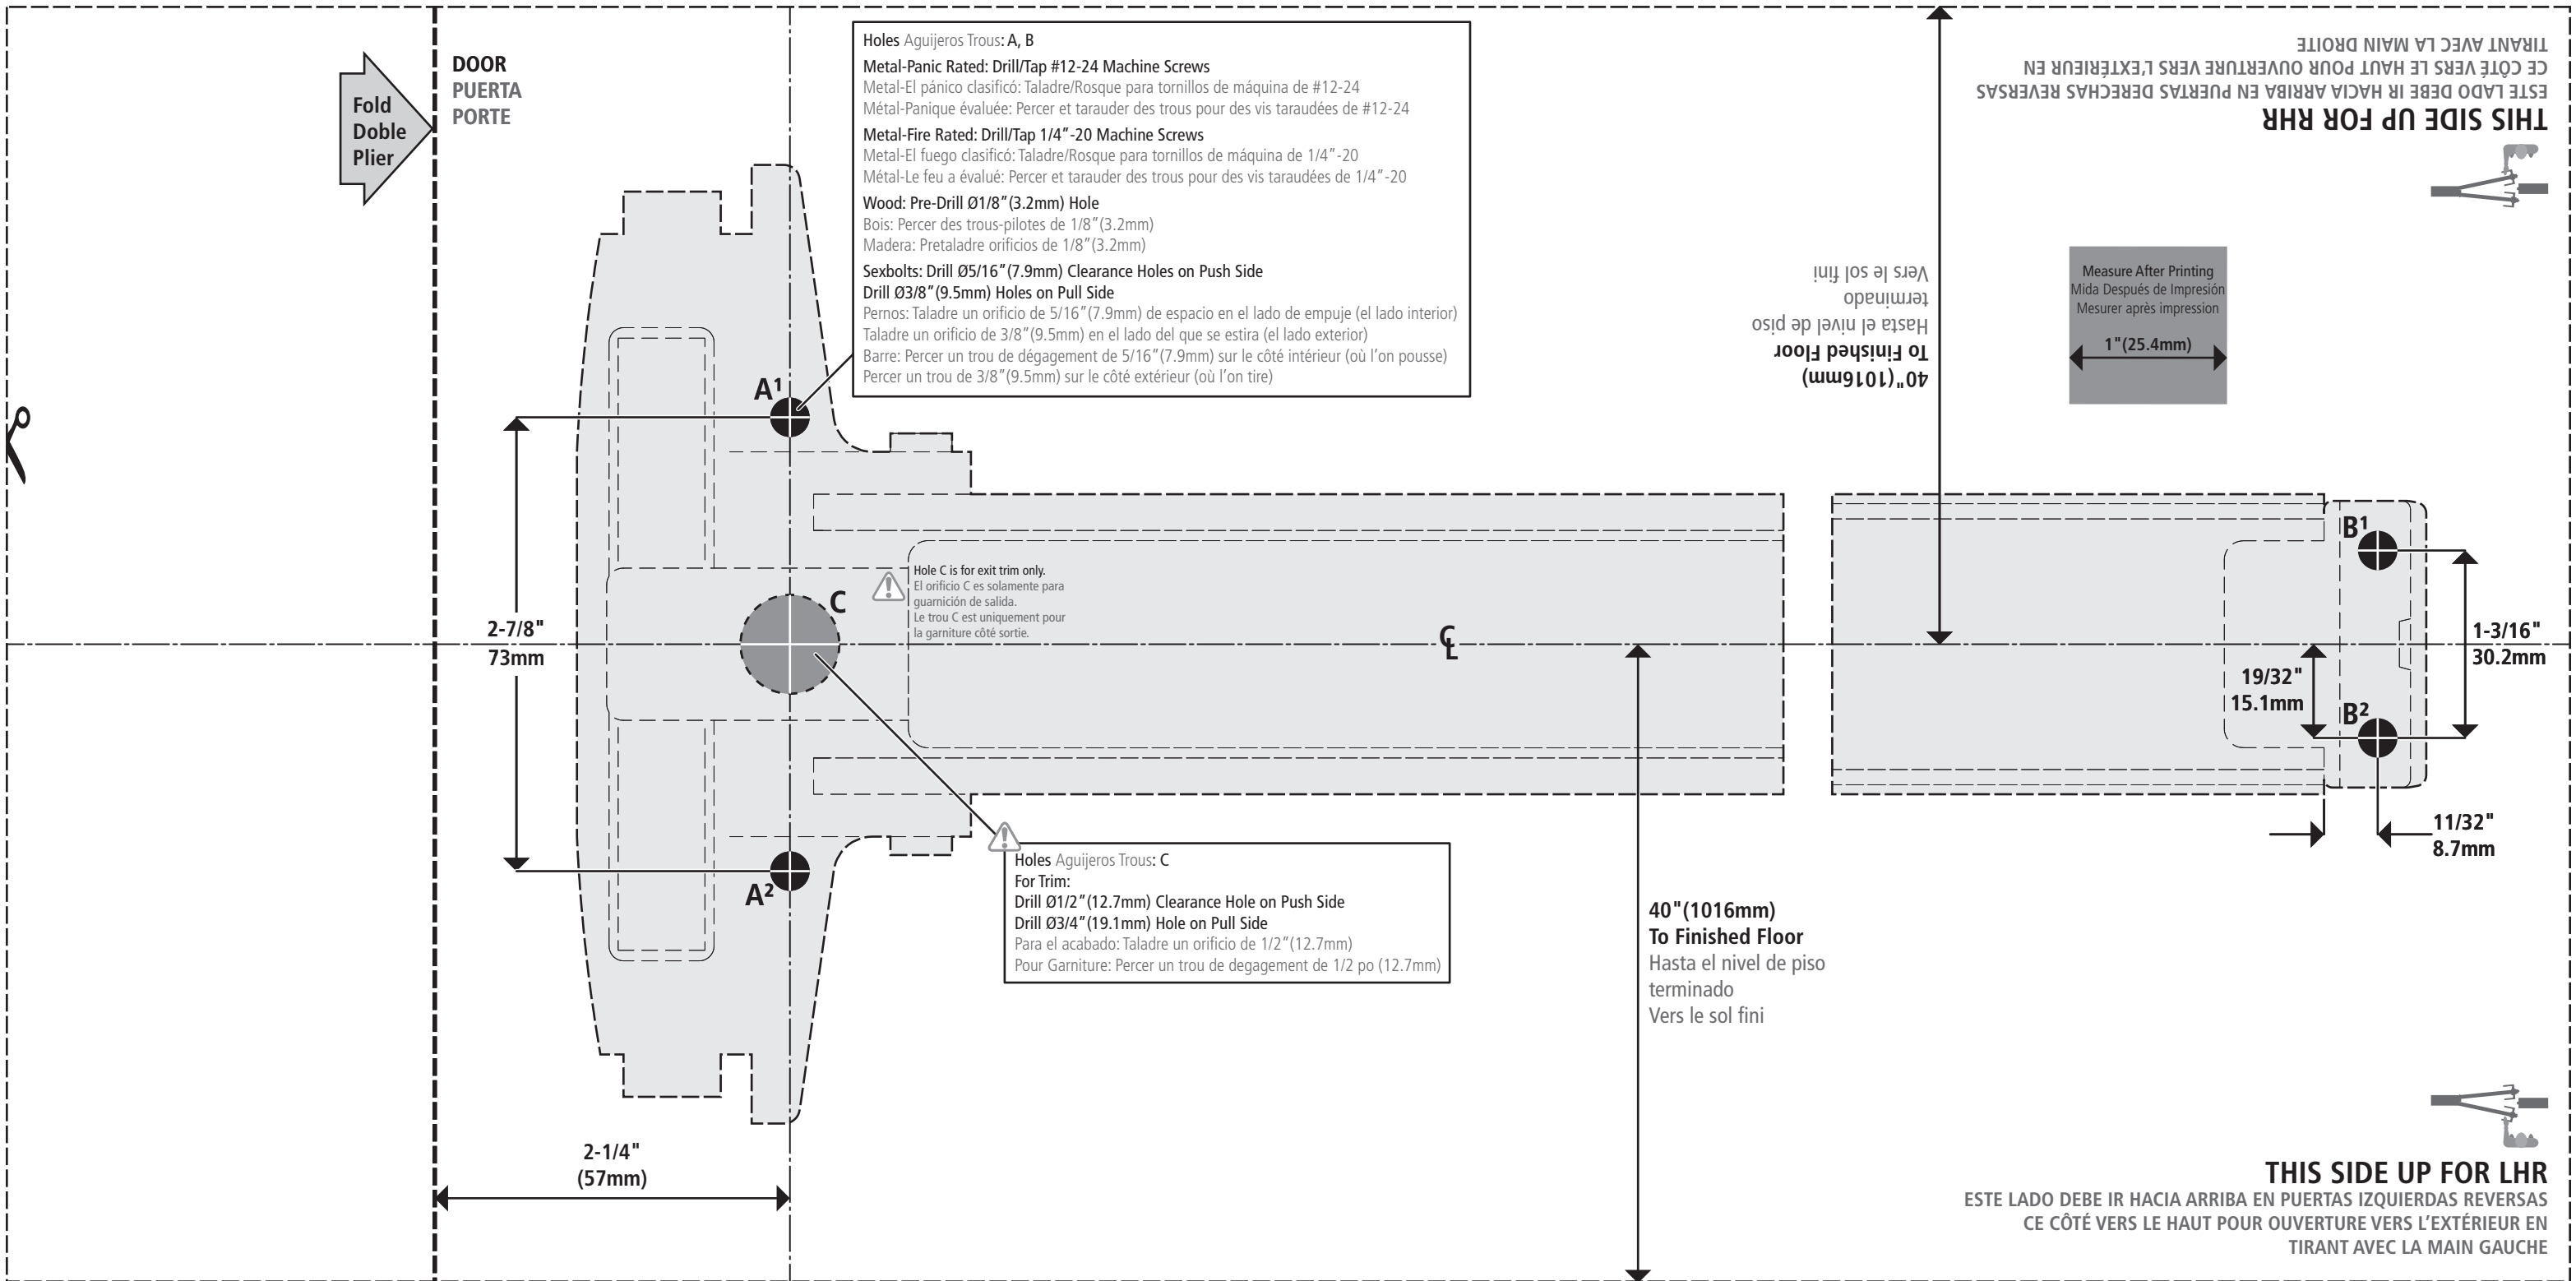 Fold
Doble
Plier
DOOR
PUERTA
PORTE
Holes Aguijeros Trous: A, B
Metal-Panic Rated: Drill/Tap #12-24 Machine Screws
Metal-El pánico clasificó: Taladre/Rosque para tornillos de máquina de #12-24
Métal-Panique évaluée: Percer et tarauder des trous pour des vis taraudées de #12-24
Metal-Fire Rated: Drill/Tap 1/4"-20 Machine Screws
Metal-El fuego clasificó: Taladre/Rosque para tornillos de máquina de 1/4"-20
Métal-Le feu a évalué: Percer et tarauder des trous pour des vis taraudées de 1/4"-20
Wood: Pre-Drill Ø1/8"(3.2mm) Hole
Bois: Percer des trous-pilotes de 1/8"(3.2mm)
Madera: Pretaladre orificios de 1/8"(3.2mm)
Sexbolts: Drill Ø5/16"(7.9mm) Clearance Holes on Push Side
Drill Ø3/8"(9.5mm) Holes on Pull Side
Pernos: Taladre un orificio de 5/16"(7.9mm) de espacio en el lado de empuje (el lado interior)
Taladre un orificio de 3/8"(9.5mm) en el lado del que se estira (el lado exterior)
Barre: Percer un trou de dégagement de 5/16"(7.9mm) sur le côté intérieur (où l'on pousse)
Percer un trou de 3/8"(9.5mm) sur le côté extérieur (où l'on tire)
THIS SIDE UP FOR RHR
ESTE LADO DEBE IR HACIA ARRIBA EN PUERTAS DERECHAS REVERSAS
CE CÔTÉ VERS LE HAUT POUR OUVERTURE VERS L'EXTÉRIEUR EN
TIRANT AVEC LA MAIN DROITE
40"(1016mm)
To Finished Floor
Hasta el nivel de piso
terminado
Vers le sol fini
Measure After Printing
Mida Después de Impresión
Mesurer après impression
1"(25.4mm)
A¹
B¹
Hole C is for exit trim only.
El orificio C es solamente para
guarnición de salida.
Le trou C est uniquement pour
la garniture côté sortie.
C
2-7/8"
73mm
CL
1-3/16"
30.2mm
19/32"
15.1mm
B²
11/32"
8.7mm
A²
Holes Aguijeros Trous: C
For Trim:
Drill Ø1/2"(12.7mm) Clearance Hole on Push Side
Drill Ø3/4"(19.1mm) Hole on Pull Side
Para el acabado: Taladre un orificio de 1/2"(12.7mm)
Pour Garniture: Percer un trou de degagement de 1/2 po (12.7mm)
40"(1016mm)
To Finished Floor
Hasta el nivel de piso
terminado
Vers le sol fini
2-1/4"
(57mm)
THIS SIDE UP FOR LHR
ESTE LADO DEBE IR HACIA ARRIBA EN PUERTAS IZQUIERDAS REVERSAS
CE CÔTÉ VERS LE HAUT POUR OUVERTURE VERS L'EXTÉRIEUR EN
TIRANT AVEC LA MAIN GAUCHE